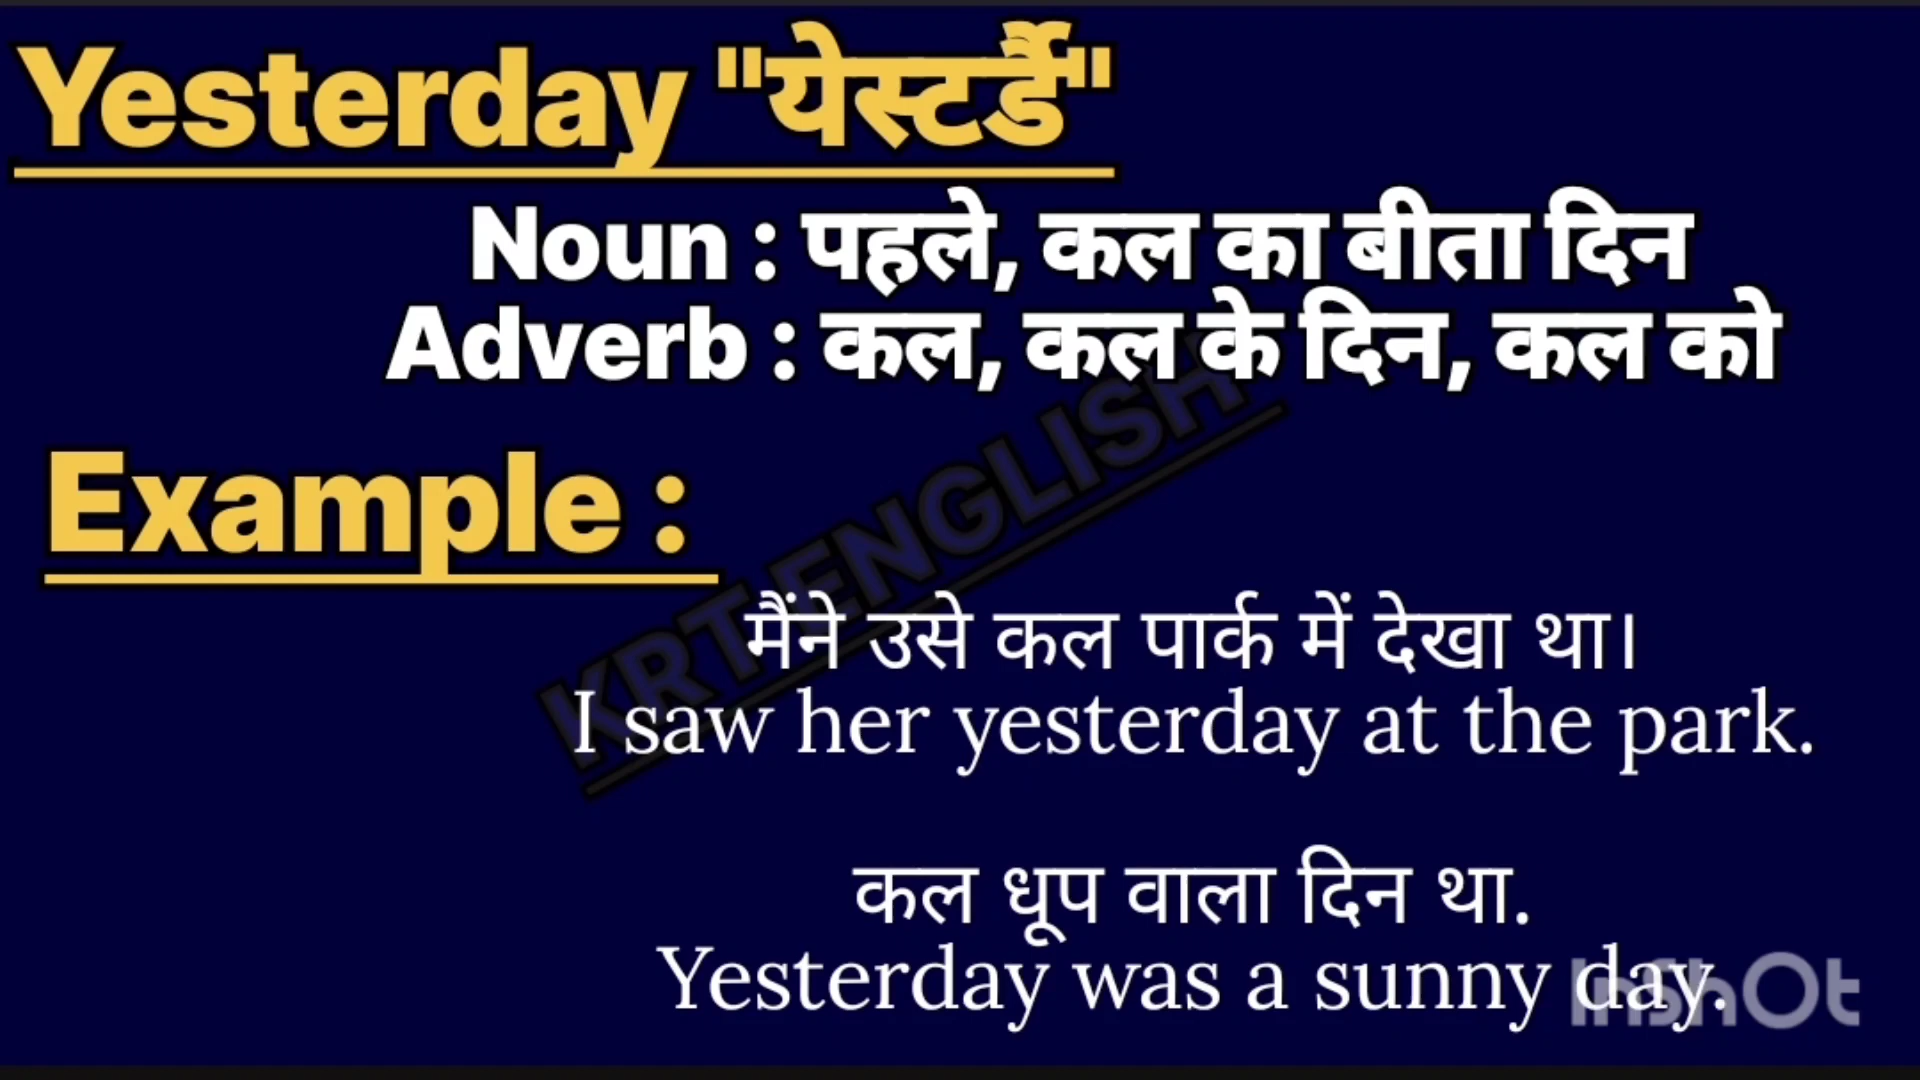 Yesterday "येस्टर्डै"
Noun : पहले, कल का बीता दिन
Adverb : कल, कल के दिन, कल को
Example :
KRT ENGLISH
मैंने उसे कल पार्क में देखा था।
I saw her yesterday at the park.
कल धूप वाला दिन था.
Yesterday was a sunny day.
InShOt